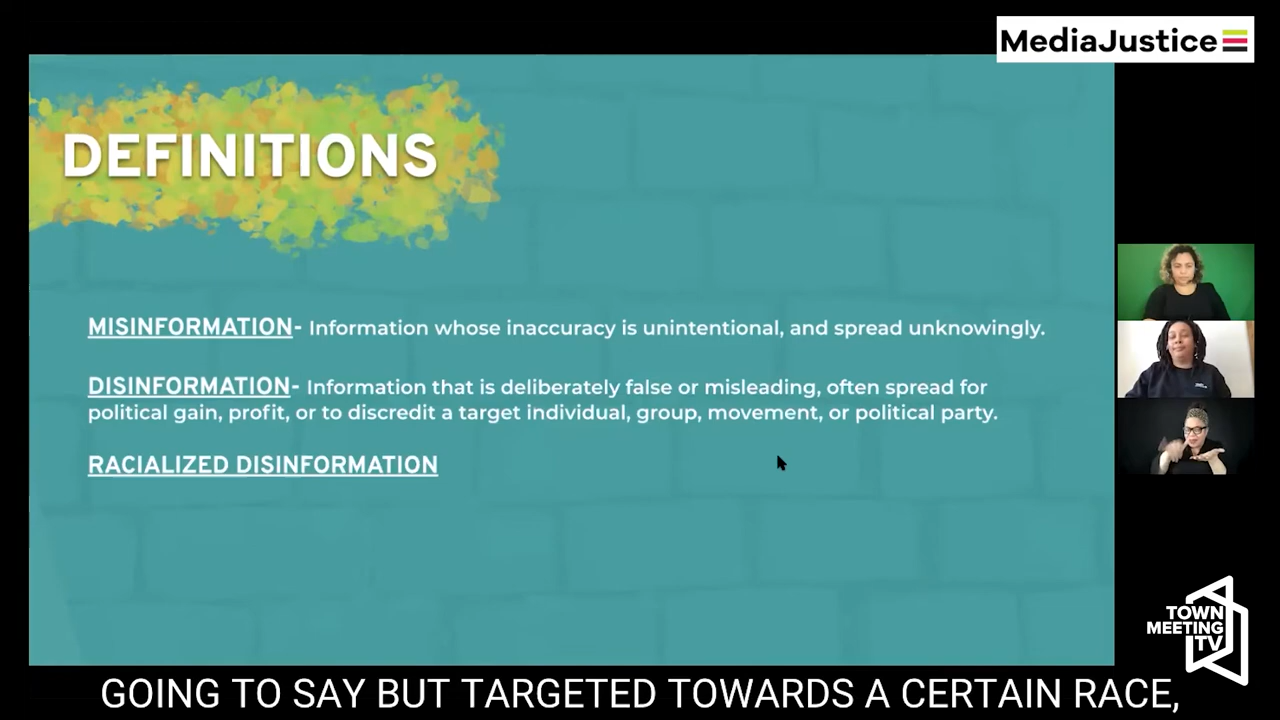 MediaJustice
DEFINITIONS
MISINFORMATION- Information whose inaccuracy is unintentional, and spread unknowingly.
DISINFORMATION- Information that is deliberately false or misleading, often spread for
political gain, profit, or to discredit a target individual, group, movement, or political party.
RACIALIZED DISINFORMATION
TOWN
MEETING
TV
GOING TO SAY BUT TARGETED TOWARDS A CERTAIN RACE,